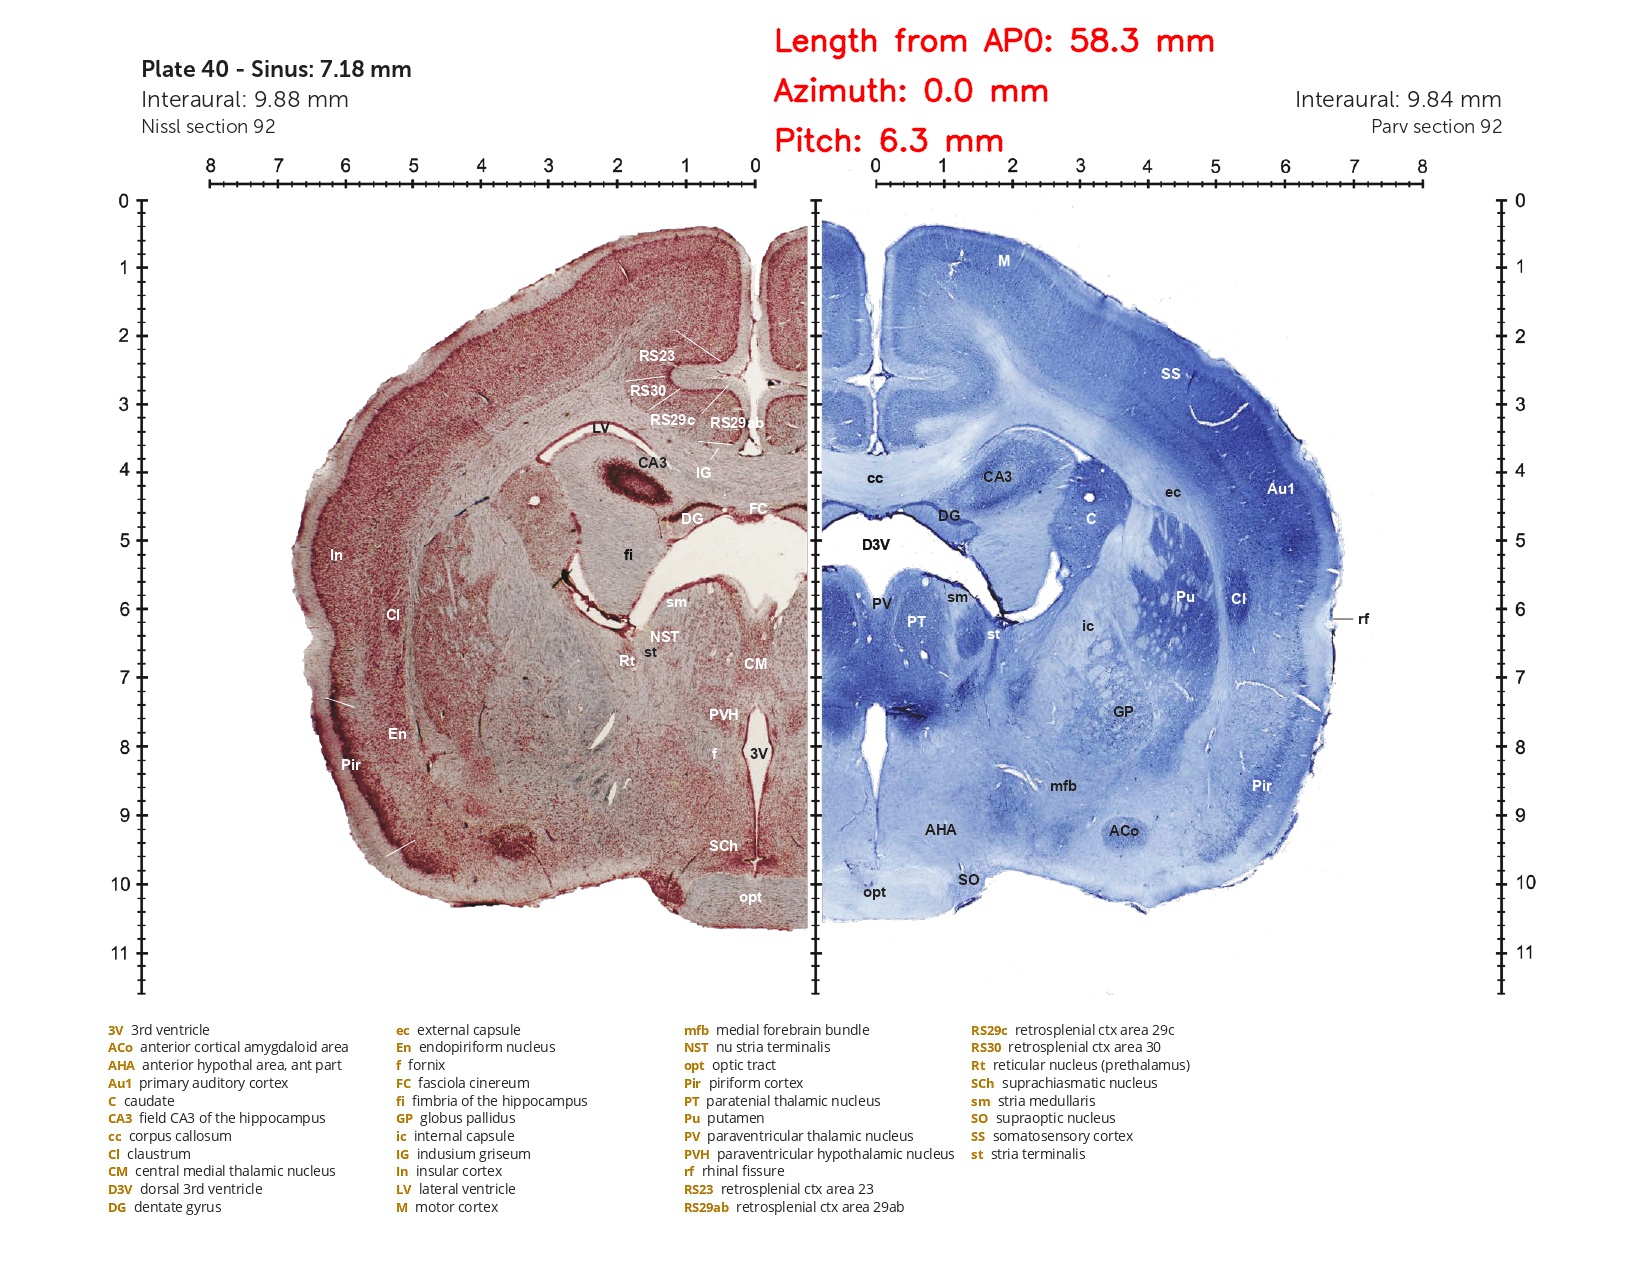 Length from AP0: 58.3 mm
Plate 40 - Sinus: 7.18 mm
Azimuth: 0.0 mm
Interaural: 9.88 mm
Interaural: 9.84 mm
Nissl section 92
Parv section 92
Pitch: 6.3 mm
8 7 6 5 4 3 2 1 0
0 1 2 3 4 5 6 7 8
0
0
M
1
1
2
2
RS23
SS
RS30
3
3
RS29c
RS29ab
LV
CA3
4
IG
cc
CA3
ec
Au1
4
DG
FC
DG
C
5
In
fi
D3V
5
sm
PV
sm
Pu
Cl
6
Cl
NST
PT
st
ic
rf
6
Rt
st
CM
7
7
PVH
GP
En
f
3V
8
8
Pir
mfb
Pir
9
SCh
AHA
ACo
9
10
opt
opt
SO
10
11
11
3V 3rd ventricle
ACo anterior cortical amygdaloid area
AHA anterior hypothal area, ant part
Au1 primary auditory cortex
C caudate
CA3 field CA3 of the hippocampus
cc corpus callosum
Cl claustrum
CM central medial thalamic nucleus
D3V dorsal 3rd ventricle
DG dentate gyrus
ec external capsule
En endopiriform nucleus
f fornix
FC fasciola cinereum
fi fimbria of the hippocampus
GP globus pallidus
ic internal capsule
IG indusium griseum
In insular cortex
LV lateral ventricle
M motor cortex
mfb medial forebrain bundle
NST nu stria terminalis
opt optic tract
Pir piriform cortex
PT paratenial thalamic nucleus
Pu putamen
PV paraventricular thalamic nucleus
PVH paraventricular hypothalamic nucleus
rf rhinal fissure
RS23 retrosplenial ctx area 23
RS29ab retrosplenial ctx area 29ab
RS29c retrosplenial ctx area 29c
RS30 retrosplenial ctx area 30
Rt reticular nucleus (prethalamus)
SCh suprachiasmatic nucleus
sm stria medullaris
SO supraoptic nucleus
SS somatosensory cortex
st stria terminalis